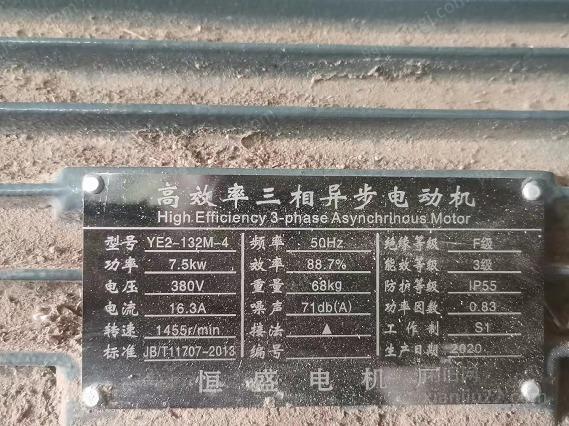 高效率三相异步电动机
High Efficiency 3-phase Asynchrinous Motor
型号 YE2-132M-4 频率 50Hz 绝缘等级 F级
功率 7.5kw 效率 88.7% 能效等级 3级
电压 380V 重量 68kg 防护等级 IP55
电流 16.3A 噪声 71db(A) 功率因数 0.83
转速 1455r/min 接法 ▲ 工作制 S1
标准 JB/T11707-2013 编号 生产日期 2020
恒盛电机厂